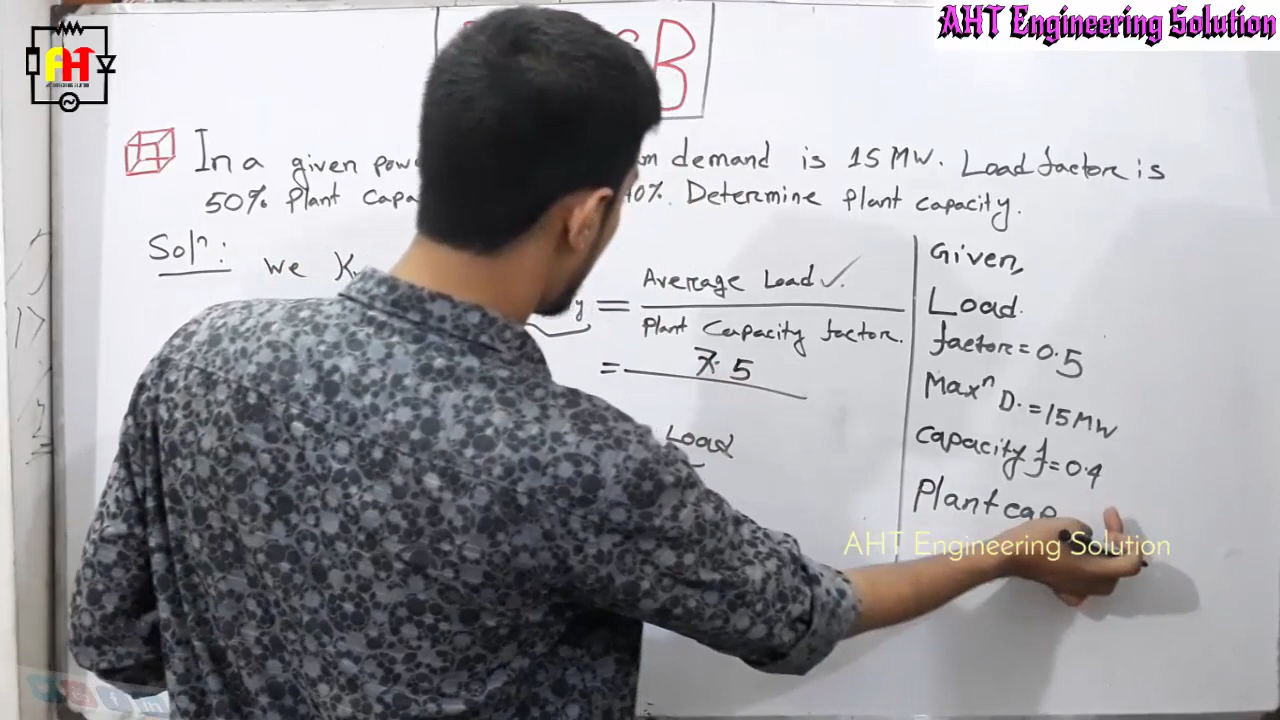 AHT Engineering Solution
AHT
B
In a given pow demand is 15 MW. Load factor is
50% Plant Capa 40%. Determine Plant capacity.
Solⁿ: We K
y = Average Load ✓.
Plant Capacity factor.
= 7.5
Load
Given,
Load.
factor = 0.5
Maxⁿ D. = 15 MW
capacity f = 0.4
Plant cap
AHT Engineering Solution